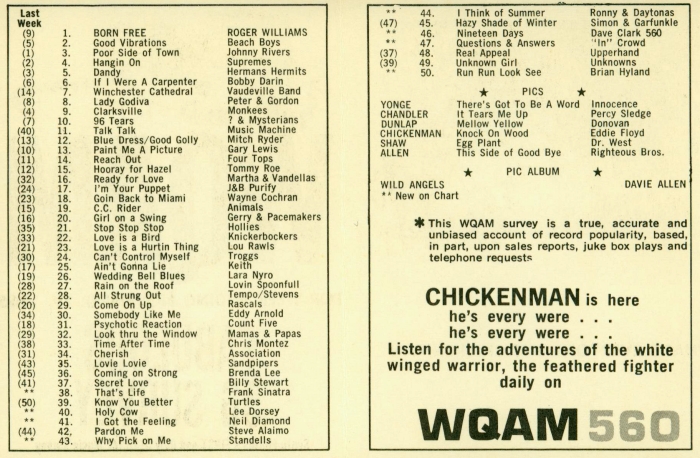 Last
Week
(9) 1. BORN FREE ROGER WILLIAMS
(5) 2. Good Vibrations Beach Boys
(1) 3. Poor Side of Town Johnny Rivers
(2) 4. Hangin On Supremes
(3) 5. Dandy Hermans Hermits
(6) 6. If I Were A Carpenter Bobby Darin
(14) 7. Winchester Cathedral Vaudeville Band
(8) 8. Lady Godiva Peter & Gordon
(4) 9. Clarksville Monkees
(7) 10. 96 Tears ? & Mysterians
(40) 11. Talk Talk Music Machine
(13) 12. Blue Dress/Good Golly Mitch Ryder
(10) 13. Paint Me A Picture Gary Lewis
(11) 14. Reach Out Four Tops
(12) 15. Hooray for Hazel Tommy Roe
(32) 16. Ready for Love Martha & Vandellas
(24) 17. I'm Your Puppet J&B Purify
(23) 18. Goin Back to Miami Wayne Cochran
(15) 19. C.C. Rider Animals
(16) 20. Girl on a Swing Gerry & Pacemakers
(35) 21. Stop Stop Stop Hollies
(33) 22. Love is a Bird Knickerbockers
(21) 23. Love is a Hurtin Thing Lou Rawls
(30) 24. Can't Control Myself Troggs
(17) 25. Ain't Gonna Lie Keith
(19) 26. Wedding Bell Blues Lara Nyro
(28) 27. Rain on the Roof Lovin Spoonfull
(22) 28. All Strung Out Tempo/Stevens
(20) 29. Come On Up Rascals
(34) 30. Somebody Like Me Eddy Arnold
(18) 31. Psychotic Reaction Count Five
(29) 32. Look thru the Window Mamas & Papas
(38) 33. Time After Time Chris Montez
(31) 34. Cherish Association
(43) 35. Lovie Lovie Sandpipers
(45) 36. Coming on Strong Brenda Lee
(41) 37. Secret Love Billy Stewart
** 38. That's Life Frank Sinatra
(50) 39. Know You Better Turtles
** 40. Holy Cow Lee Dorsey
** 41. I Got the Feeling Neil Diamond
(44) 42. Pardon Me Steve Alaimo
** 43. Why Pick on Me Standells
** 44. I Think of Summer Ronny & Daytonas
(47) 45. Hazy Shade of Winter Simon & Garfunkle
** 46. Nineteen Days Dave Clark 560
** 47. Questions & Answers "In" Crowd
(37) 48. Real Appeal Upperhand
(39) 49. Unknown Girl Unknowns
** 50. Run Run Look See Brian Hyland
★ PICS ★
YONGE There's Got To Be A Word Innocence
CHANDLER It Tears Me Up Percy Sledge
DUNLAP Mellow Yellow Donovan
CHICKENMAN Knock On Wood Eddie Floyd
SHAW Egg Plant Dr. West
ALLEN This Side of Good Bye Righteous Bros.
★ PIC ALBUM ★
WILD ANGELS DAVIE ALLEN
** New on Chart
* This WQAM survey is a true, accurate and
unbiased account of record popularity, based,
in part, upon sales reports, juke box plays and
telephone requests
CHICKENMAN is here
he's every were . . .
he's every were . . .
Listen for the adventures of the white
winged warrior, the feathered fighter
daily on
WQAM 560